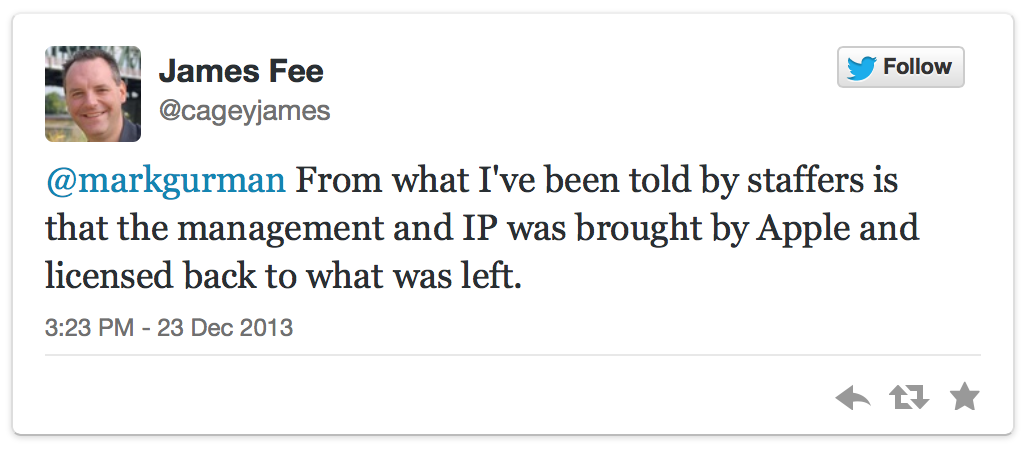 James Fee
Follow
@cageyjames
@markgurman From what I've been told by staffers is
that the management and IP was brought by Apple and
licensed back to what was left.
3:23 PM - 23 Dec 2013